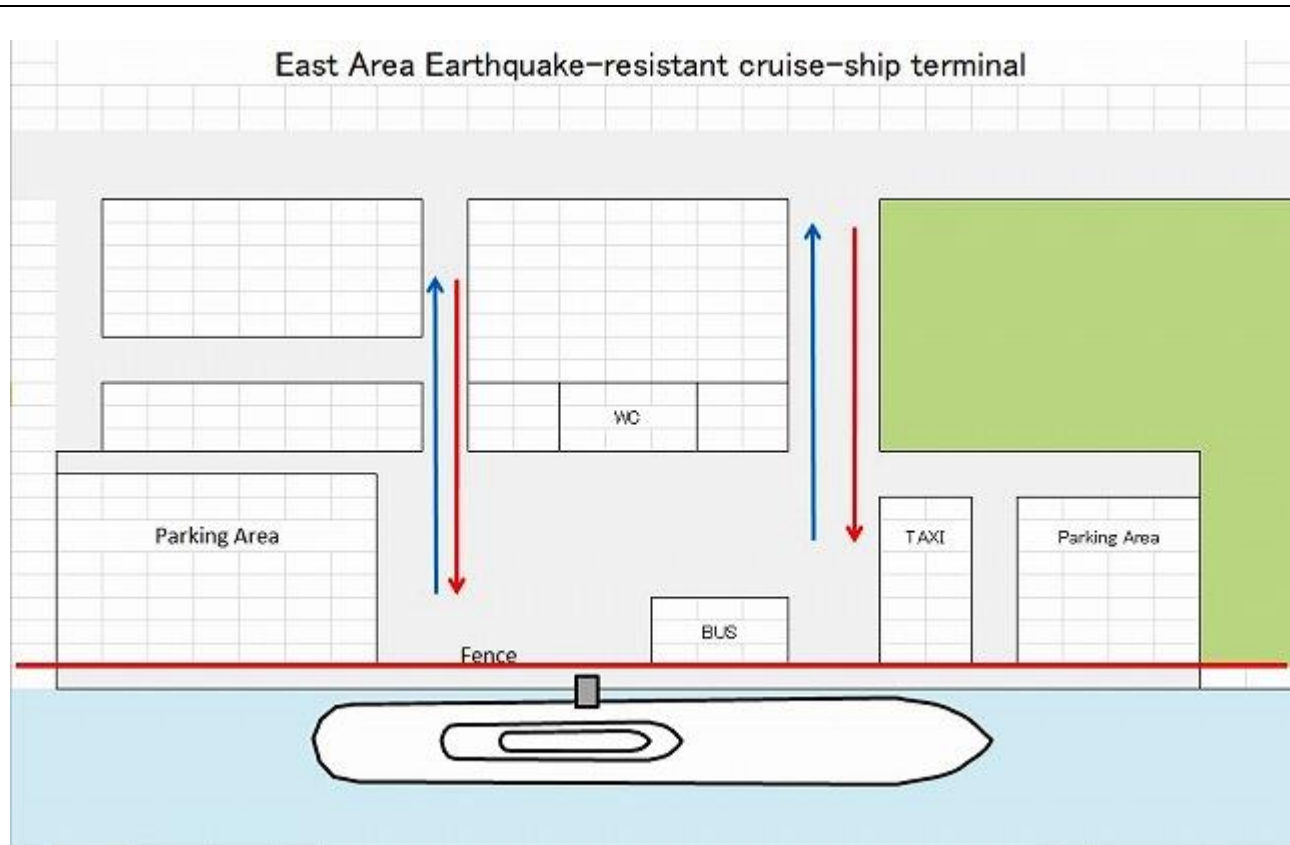 East Area Earthquake-resistant cruise-ship terminal
WC
Parking Area
TAXI
Parking Area
BUS
Fence